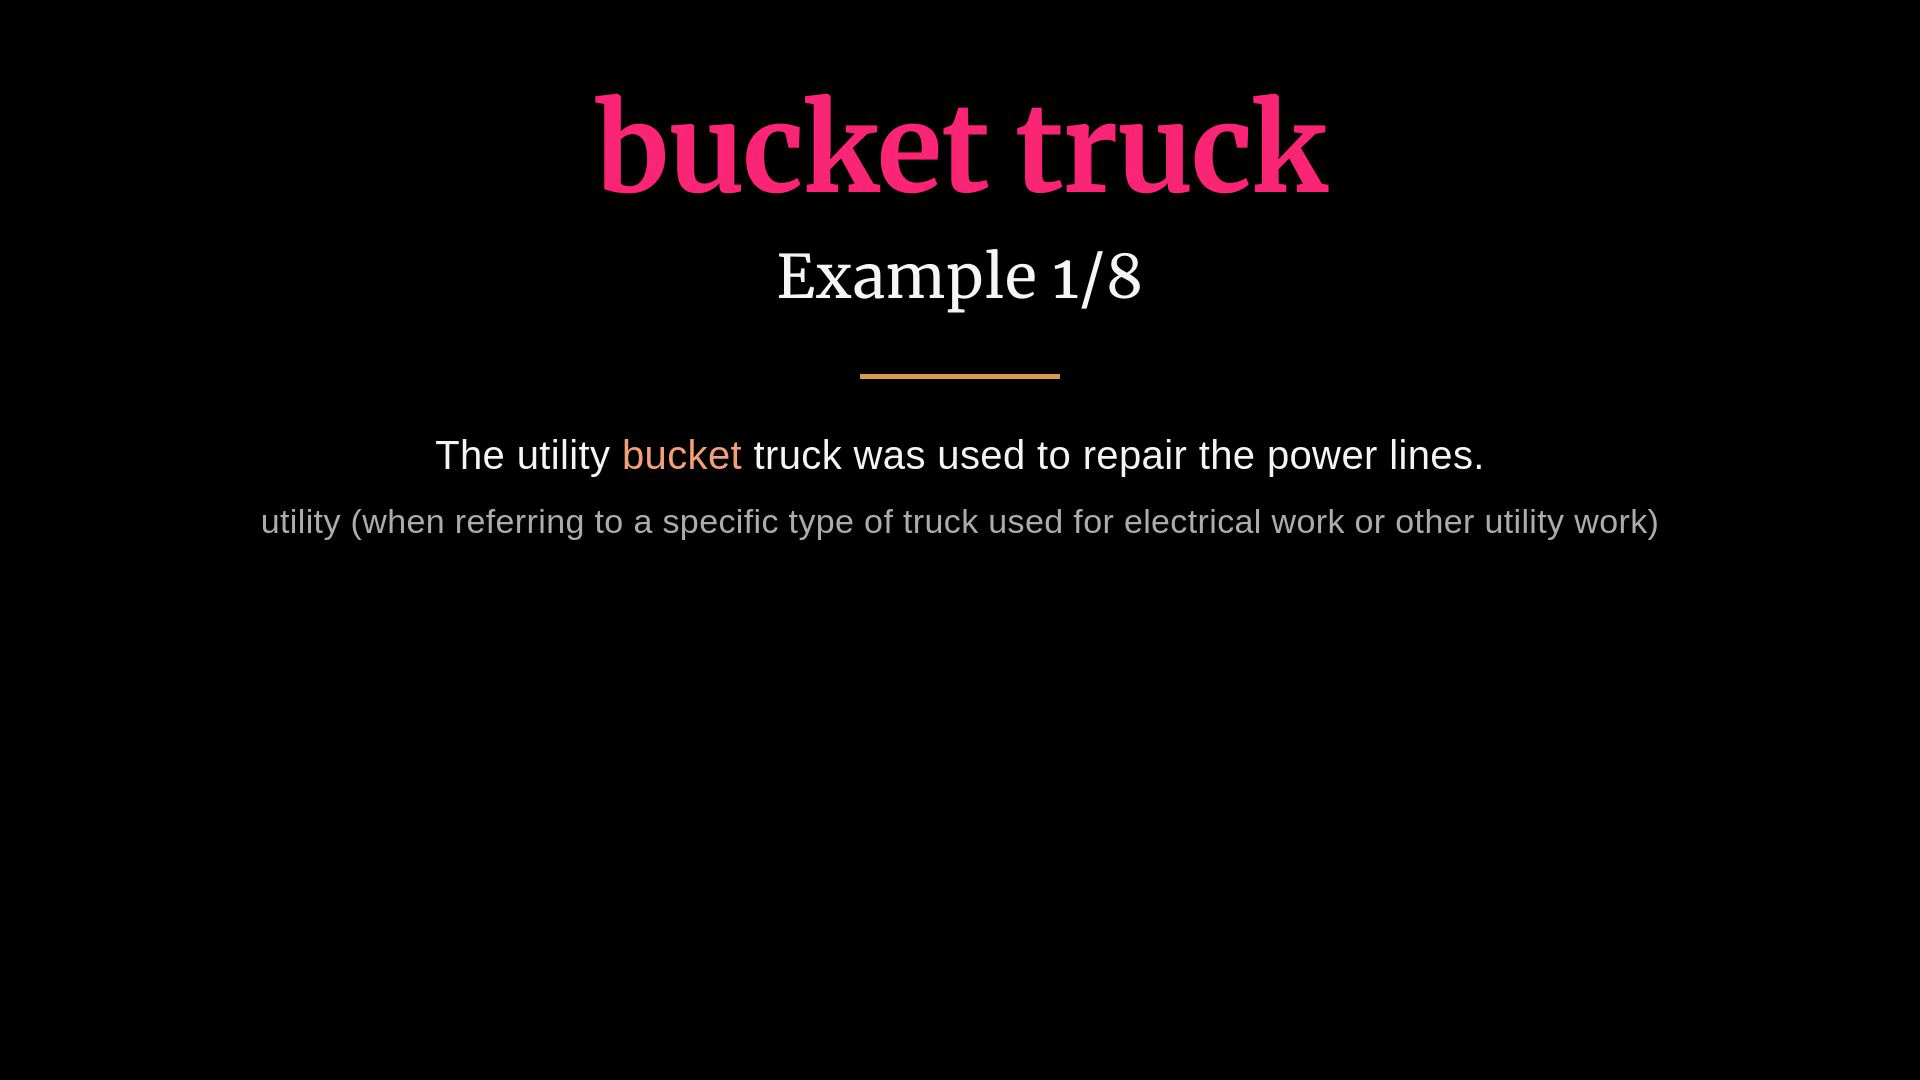 bucket truck
Example 1/8
The utility bucket truck was used to repair the power lines.
utility (when referring to a specific type of truck used for electrical work or other utility work)